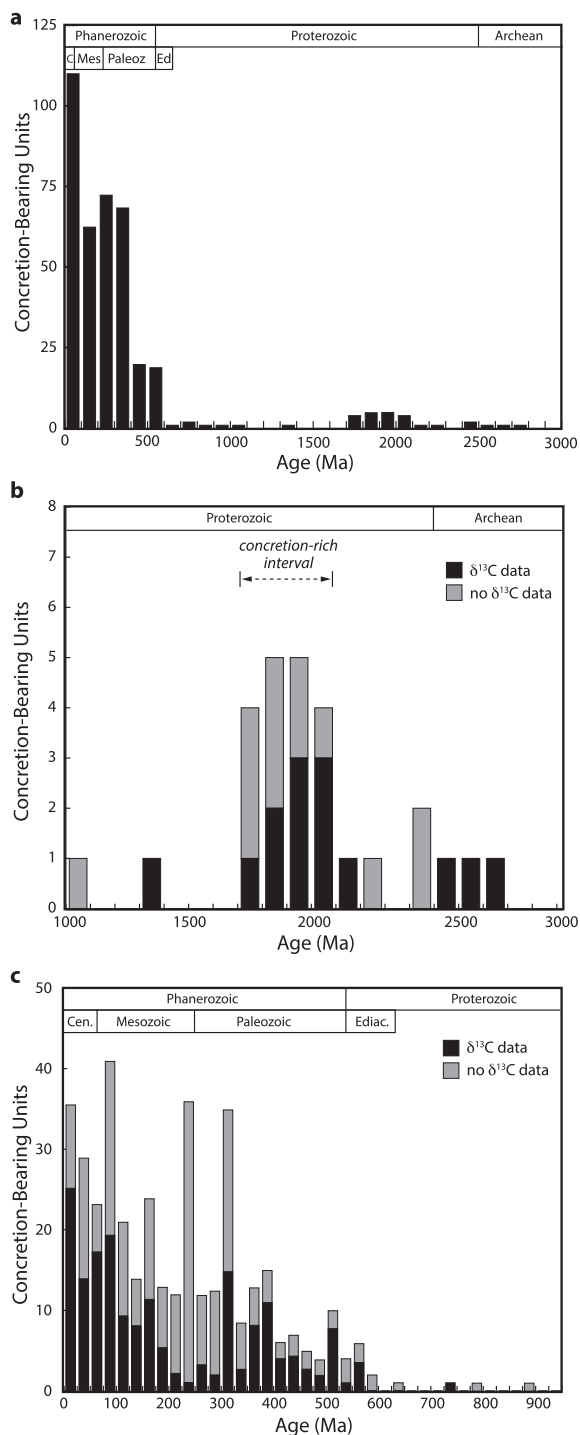 a
125
100
75
50
25
0
Concretion-Bearing Units
Phanerozoic Proterozoic Archean
C Mes Paleoz Ed
0 500 1000 1500 2000 2500 3000
Age (Ma)
b
8
7
6
5
4
3
2
1
0
Concretion-Bearing Units
Proterozoic Archean
concretion-rich
interval
δ¹³C data
no δ¹³C data
1000 1500 2000 2500 3000
Age (Ma)
c
50
40
30
20
10
0
Concretion-Bearing Units
Phanerozoic Proterozoic
Cen. Mesozoic Paleozoic Ediac.
δ¹³C data
no δ¹³C data
0 100 200 300 400 500 600 700 800 900
Age (Ma)